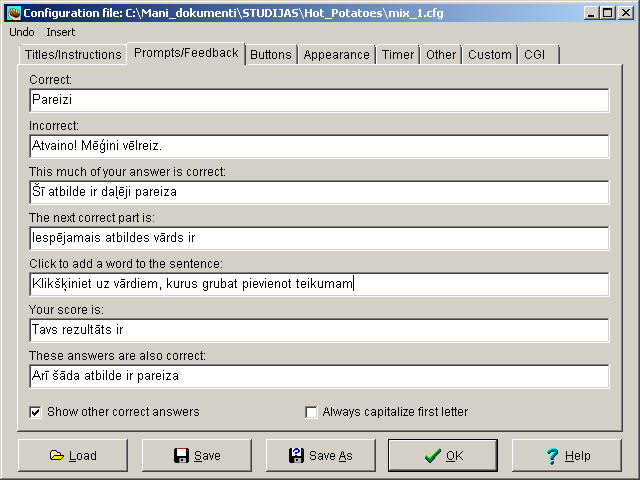 Configuration file: C:\Mani_dokumenti\STUDIJAS\Hot_Potatoes\mix_1.cfg
Undo Insert
Titles/Instructions Prompts/Feedback Buttons Appearance Timer Other Custom CGI
Correct:
Pareizi
Incorrect:
Atvaino! Mēģini vēlreiz.
This much of your answer is correct:
Šī atbilde ir daļēji pareiza
The next correct part is:
Iespējamais atbildes vārds ir
Click to add a word to the sentence:
Klikšķiniet uz vārdiem, kurus grubat pievienot teikumam
Your score is:
Tavs rezultāts ir
These answers are also correct:
Arī šāda atbilde ir pareiza
Show other correct answers Always capitalize first letter
Load Save Save As OK Help